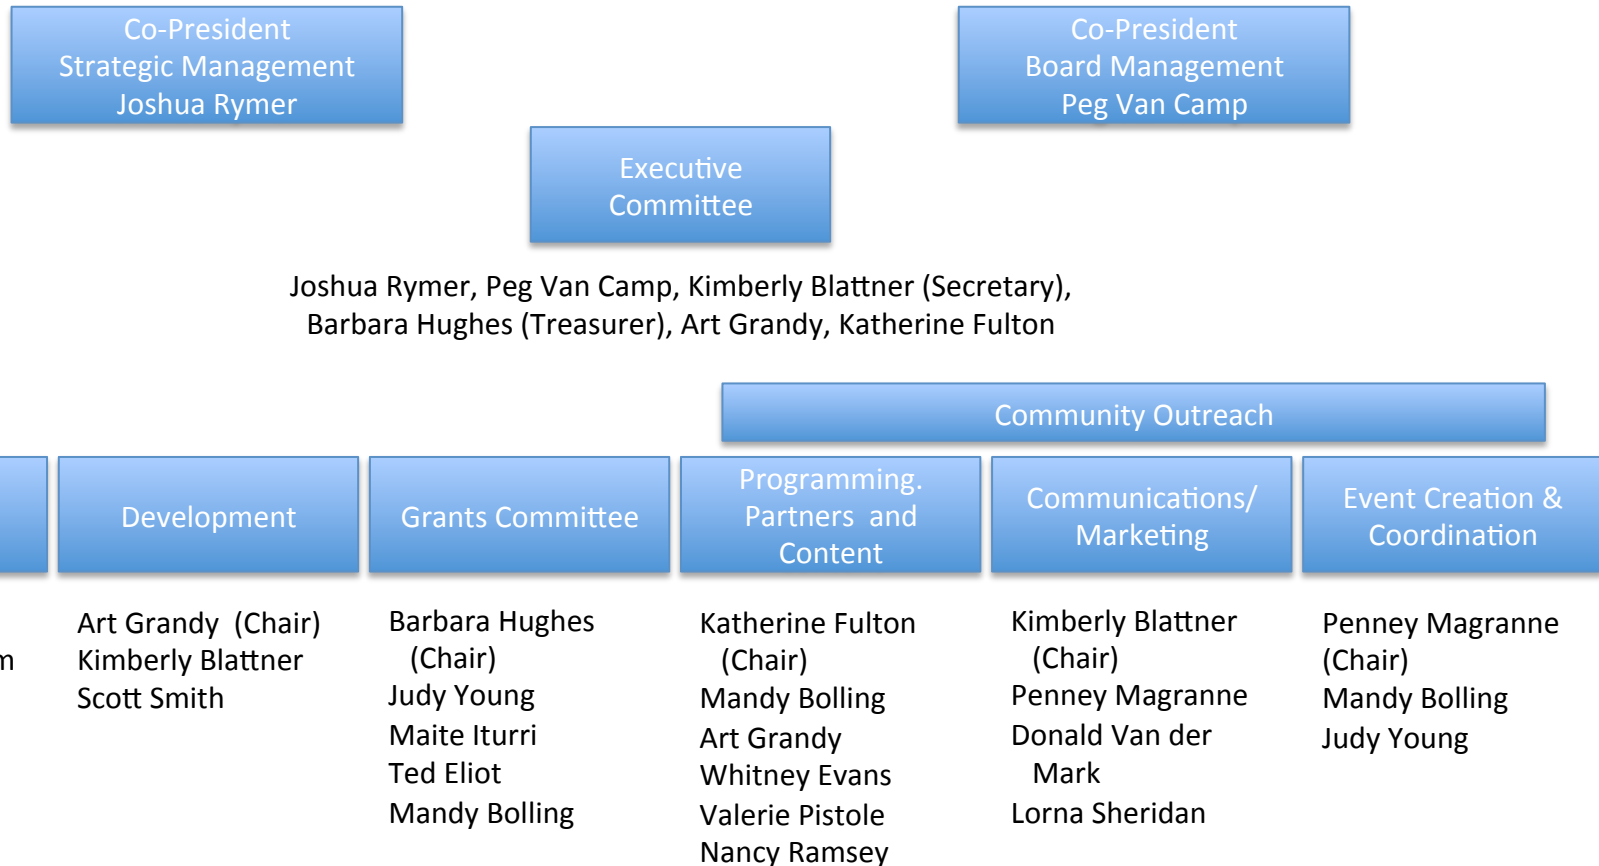 Co-President
Strategic Management
Joshua Rymer
Co-President
Board Management
Peg Van Camp
Executive
Committee
Joshua Rymer, Peg Van Camp, Kimberly Blattner (Secretary),
Barbara Hughes (Treasurer), Art Grandy, Katherine Fulton
Community Outreach
Development
Grants Committee
Programming.
Partners and
Content
Communications/
Marketing
Event Creation &
Coordination
Art Grandy (Chair)
Kimberly Blattner
Scott Smith
Barbara Hughes
(Chair)
Judy Young
Maite Iturri
Ted Eliot
Mandy Bolling
Katherine Fulton
(Chair)
Mandy Bolling
Art Grandy
Whitney Evans
Valerie Pistole
Nancy Ramsey
Kimberly Blattner
(Chair)
Penney Magranne
Donald Van der
Mark
Lorna Sheridan
Penney Magranne
(Chair)
Mandy Bolling
Judy Young